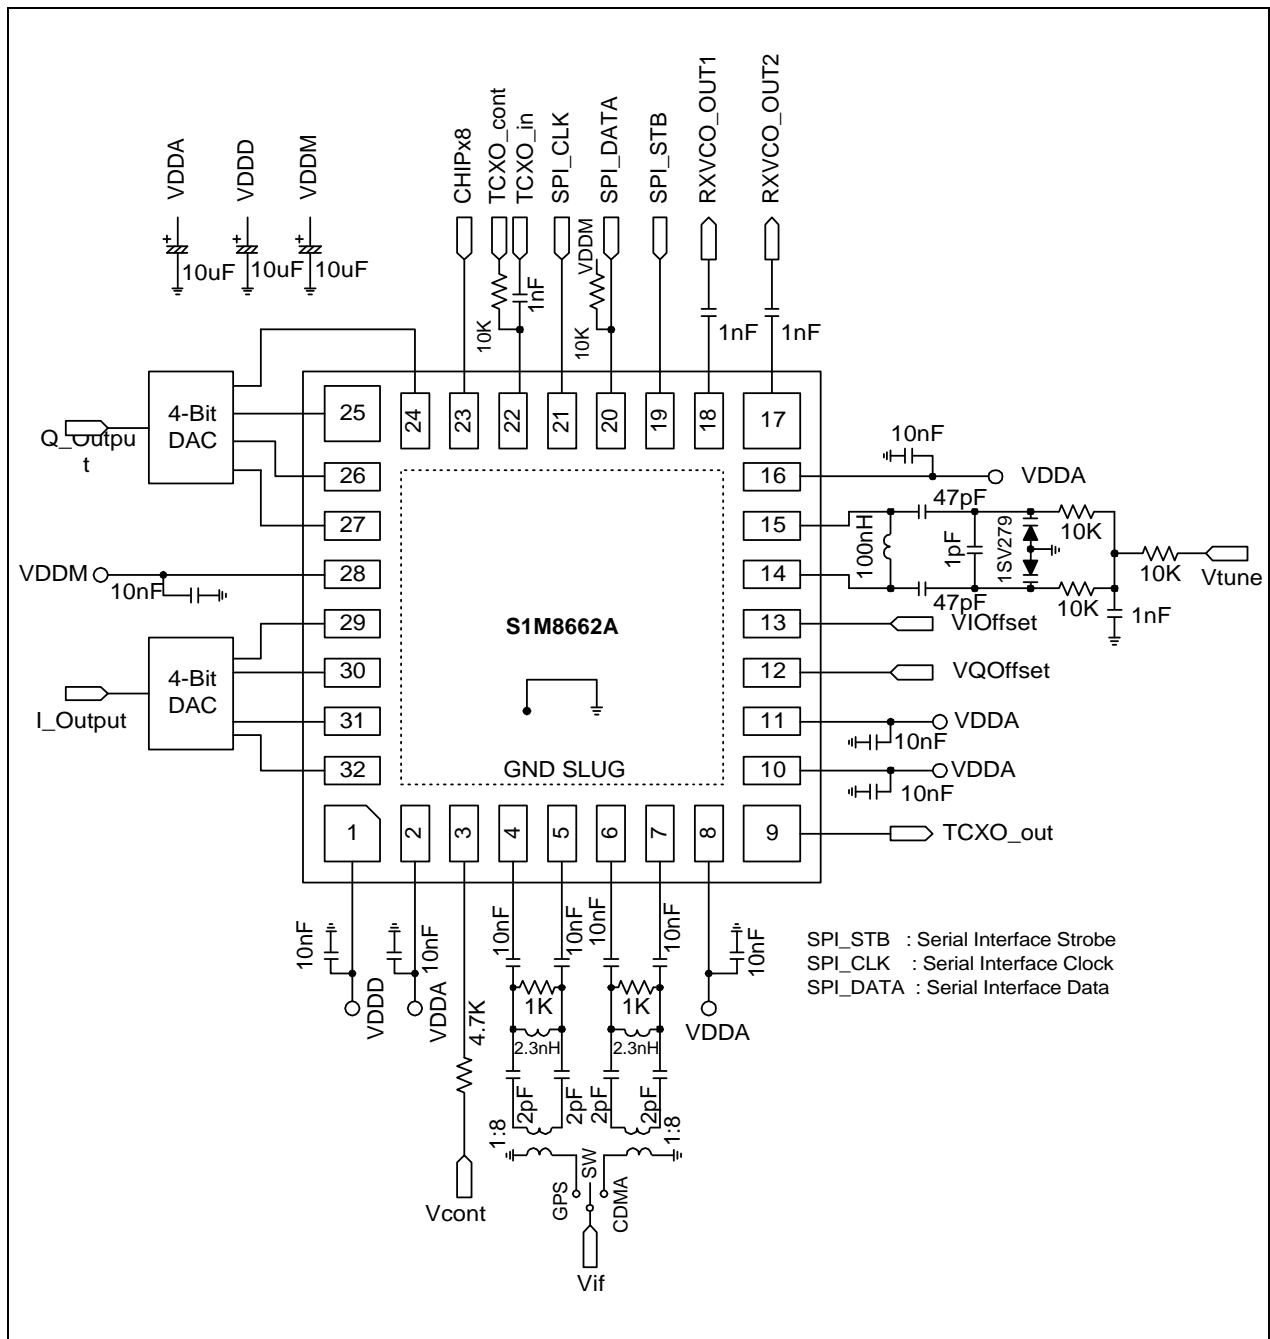 VDDA
VDDD
VDDM
10uF
10uF
10uF
CHIPx8
TCXO_cont
TCXO_in
SPI_CLK
SPI_DATA
SPI_STB
RXVCO_OUT1
RXVCO_OUT2
VDDM
10K
1nF
10K
1nF
1nF
4-Bit
DAC
Q_Outpu
t
25
24
23
22
21
20
19
18
17
26
27
28
29
30
31
32
16
15
14
13
12
11
10
VDDM
10nF
4-Bit
DAC
I_Output
S1M8662A
GND SLUG
10nF
VDDA
47pF
100nH
1pF
1SV279
10K
10K
Vtune
47pF
10K
1nF
VIOffset
VQOffset
VDDA
10nF
VDDA
10nF
1
2
3
4
5
6
7
8
9
TCXO_out
10nF
VDDD
10nF
VDDA
4.7K
Vcont
10nF
10nF
10nF
10nF
1K
1K
2.3nH
2.3nH
2pF
2pF
2pF
2pF
1:8
1:8
GPS
SW
CDMA
Vif
10nF
VDDA
SPI_STB : Serial Interface Strobe
SPI_CLK : Serial Interface Clock
SPI_DATA : Serial Interface Data